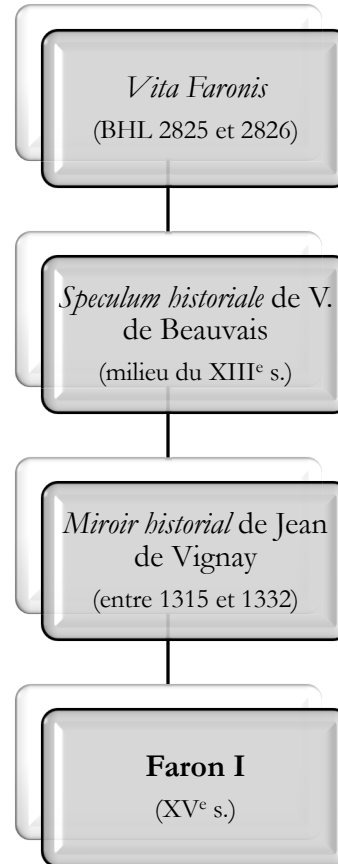 Vita Faronis
(BHL 2825 et 2826)
Speculum historiale de V.
de Beauvais
(milieu du XIIIe s.)
Miroir historial de Jean
de Vignay
(entre 1315 et 1332)
Faron I
(XVe s.)